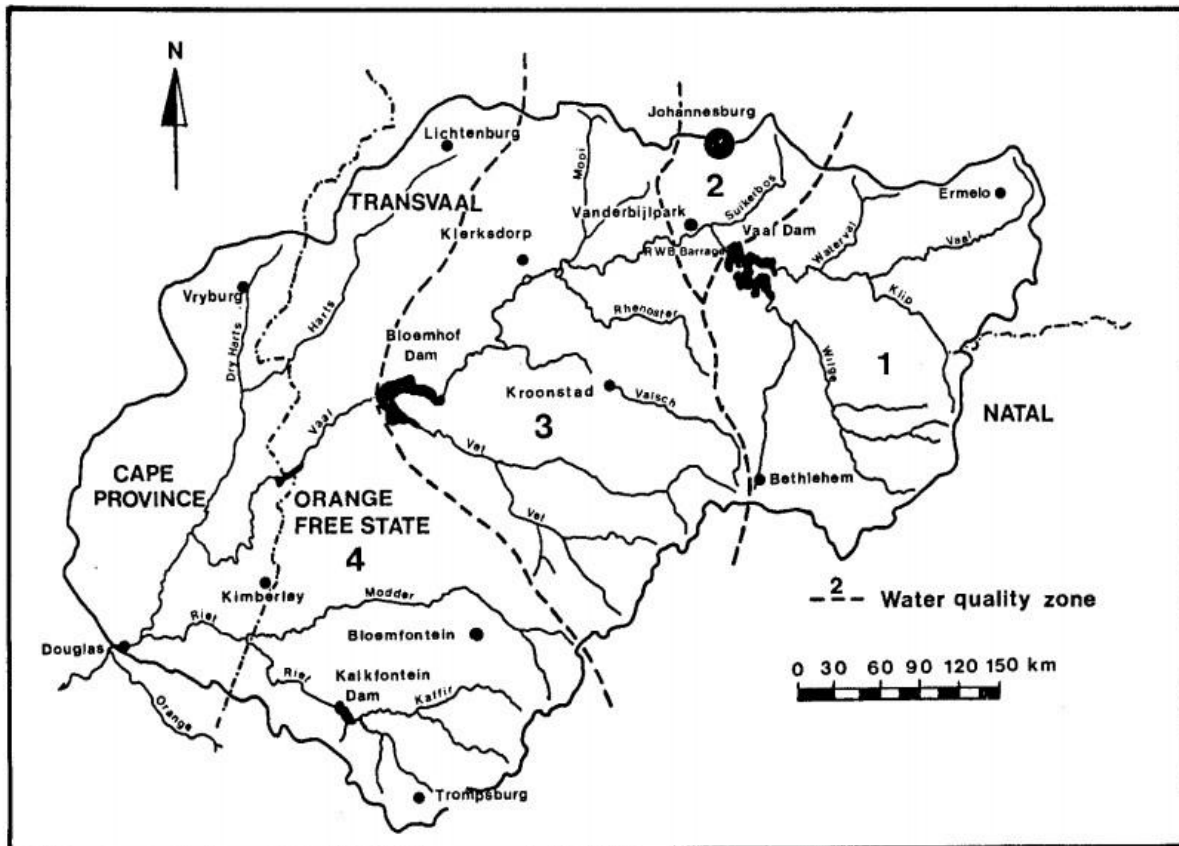 N
Johannesburg
Lichtenburg
Mopi
2
Ermelo
TRANSVAAL
Vanderbijlpark
Suikerbos
Vaal Dam
Waterval
Vaal
Klerksdorp
RWB Barrage
Vryburg
Harts
Rhenoster
Klip
Bloemhof
Dam
Dry Harts
Kroonstad
Valsch
Wilge
1
Vaal
3
NATAL
Vet
CAPE
PROVINCE
ORANGE
FREE STATE
Bethlehem
Vet
4
Kimberley
Modder
2
Water quality zone
Riet
Bloemfontein
Douglas
Riet
Kalkfontein
Dam
Kaffir
0 30 60 90 120 150 km
Orange
Trompsburg